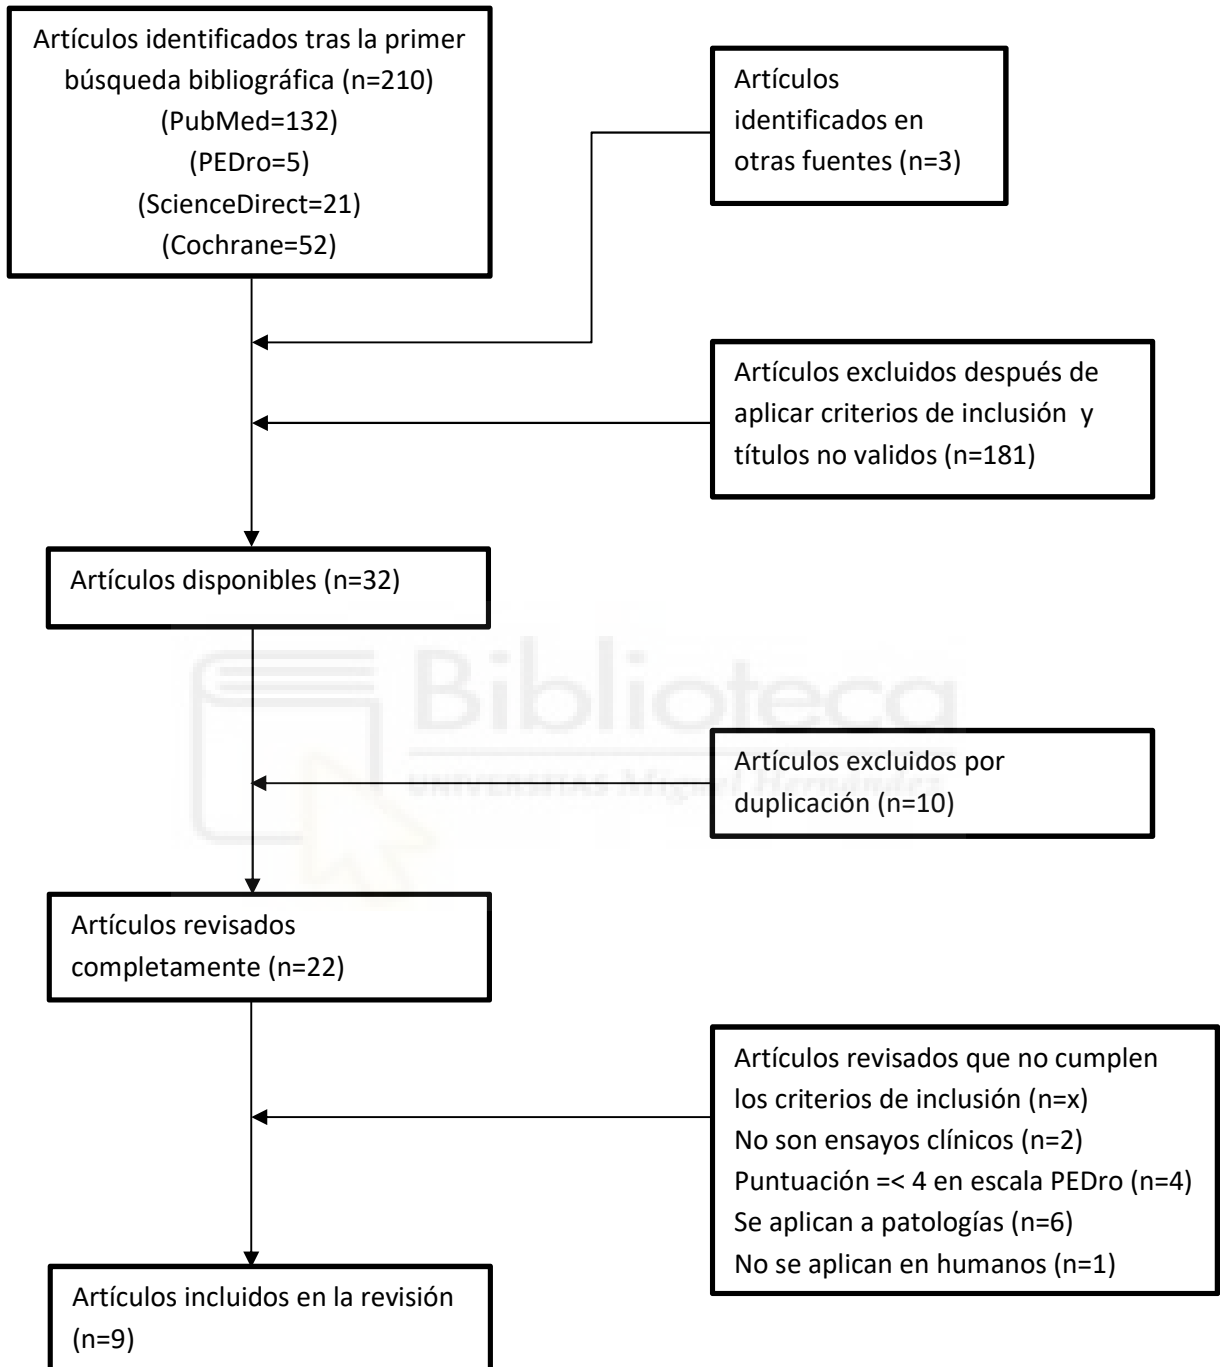 Artículos identificados tras la primer
búsqueda bibliográfica (n=210)
(PubMed=132)
(PEDro=5)
(ScienceDirect=21)
(Cochrane=52)
Artículos
identificados en
otras fuentes (n=3)
Artículos excluidos después de
aplicar criterios de inclusión y
títulos no validos (n=181)
Artículos disponibles (n=32)
Biblioteca
UNIVERSITAS Miguel Hernández
Artículos excluidos por
duplicación (n=10)
Artículos revisados
completamente (n=22)
Artículos revisados que no cumplen
los criterios de inclusión (n=x)
No son ensayos clínicos (n=2)
Puntuación =< 4 en escala PEDro (n=4)
Se aplican a patologías (n=6)
No se aplican en humanos (n=1)
Artículos incluidos en la revisión
(n=9)